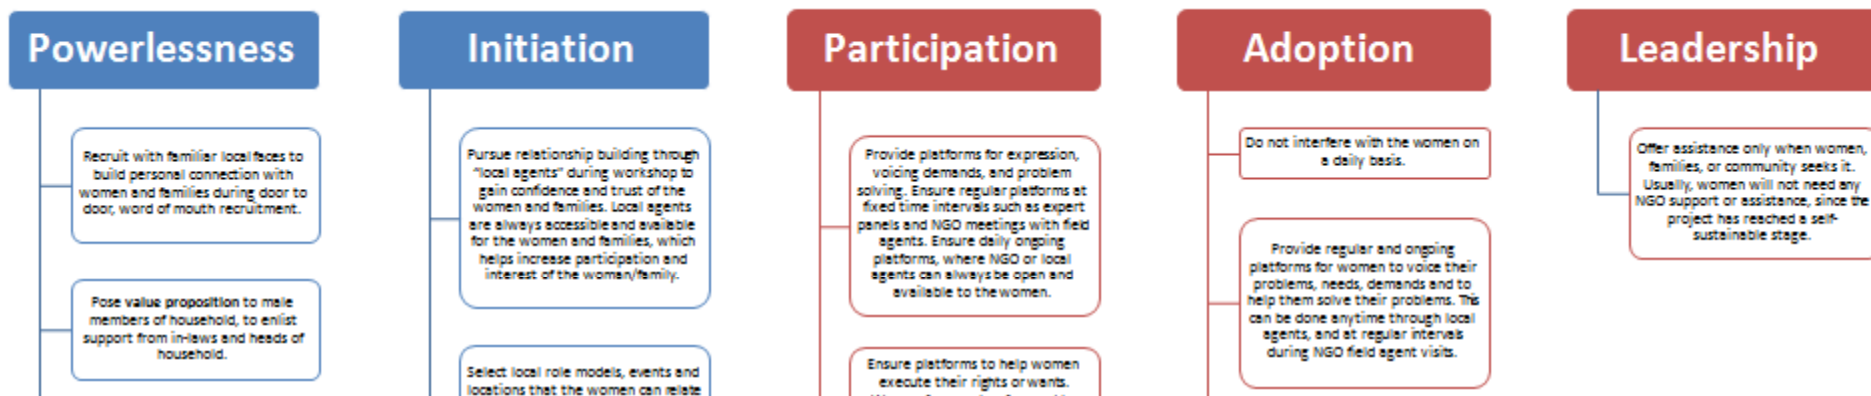 Powerlessness
Recruit with familiar local faces to
build personal connection with
women and families during door to
door, word of mouth recruitment.
Pose value proposition to male
members of household, to enlist
support from in-laws and heads of
household.
Initiation
Pursue relationship building through
"local agents" during workshop to
gain confidence and trust of the
women and families. Local agents
are always accessible and available
for the women and families, which
helps increase participation and
interest of the woman/family.
Select local role models, events and
locations that the women can relate
Participation
Provide platforms for expression,
voicing demands, and problem
solving. Ensure regular platforms at
fixed time intervals such as expert
panels and NGO meetings with field
agents. Ensure daily ongoing
platforms, where NGO or local
agents can always be open and
available to the women.
Ensure platforms to help women
execute their rights or wants.
Adoption
Do not interfere with the women on
a daily basis.
Provide regular and ongoing
platforms for women to voice their
problems, needs, demands and to
help them solve their problems. This
can be done anytime through local
agents, and at regular intervals
during NGO field agent visits.
Leadership
Offer assistance only when women,
families, or community seeks it.
Usually, women will not need any
NGO support or assistance, since the
project has reached a self-
sustainable stage.